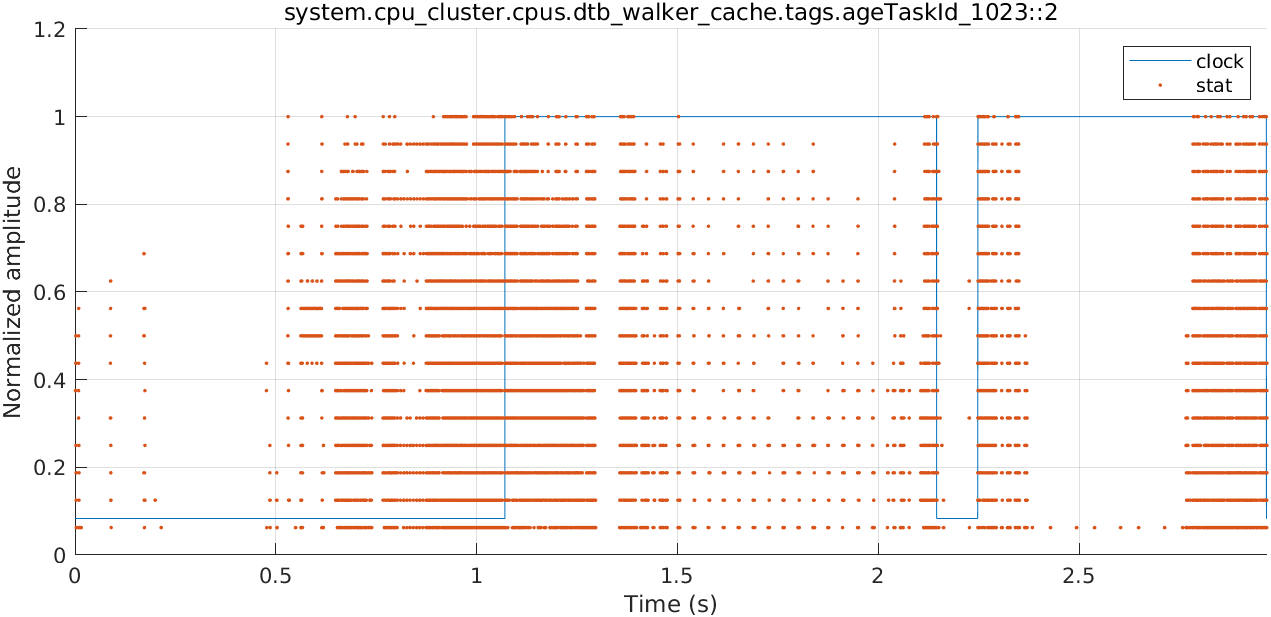 system.cpu_cluster.cpus.dtb_walker_cache.tags.ageTaskId_1023::2
1.2
clock
stat
1
0.8
0.6
0.4
0.2
0
Normalized amplitude
0
0.5
1
1.5
2
2.5
Time (s)